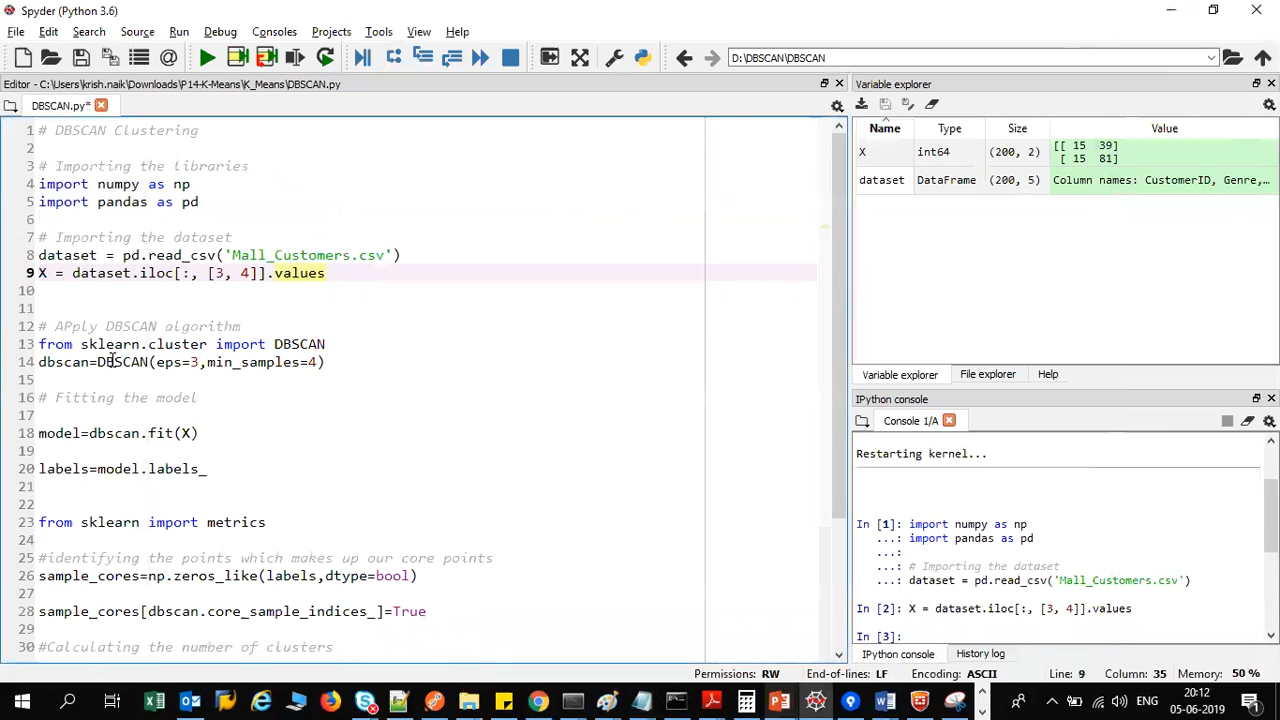 Spyder (Python 3.6)
File Edit Search Source Run Debug Consoles Projects Tools View Help
D:\DBSCAN\DBSCAN
Editor - C:\Users\krish.naik\Downloads\P14-K-Means\K_Means\DBSCAN.py
DBSCAN.py*
1 # DBSCAN Clustering
2
3 # Importing the libraries
4 import numpy as np
5 import pandas as pd
6
7 # Importing the dataset
8 dataset = pd.read_csv('Mall_Customers.csv')
9 X = dataset.iloc[:, [3, 4]].values
10
11
12 # APply DBSCAN algorithm
13 from sklearn.cluster import DBSCAN
14 dbscan=DBSCAN(eps=3,min_samples=4)
15
16 # Fitting the model
17
18 model=dbscan.fit(X)
19
20 labels=model.labels_
21
22
23 from sklearn import metrics
24
25 #identifying the points which makes up our core points
26 sample_cores=np.zeros_like(labels,dtype=bool)
27
28 sample_cores[dbscan.core_sample_indices_]=True
29
30 #Calculating the number of clusters
Variable explorer
Name Type Size Value
X int64 (200, 2) [[ 15 39]
[ 15 81]
dataset DataFrame (200, 5) Column names: CustomerID, Genre,...
Variable explorer File explorer Help
IPython console
Console 1/A
Restarting kernel...
In [1]: import numpy as np
...: import pandas as pd
...:
...: # Importing the dataset
...: dataset = pd.read_csv('Mall_Customers.csv')
In [2]: X = dataset.iloc[:, [3, 4]].values
In [3]:
IPython console History log
Permissions: RW End-of-lines: LF Encoding: ASCII Line: 9 Column: 35 Memory: 50 %
ENG
20:12
05-06-2019